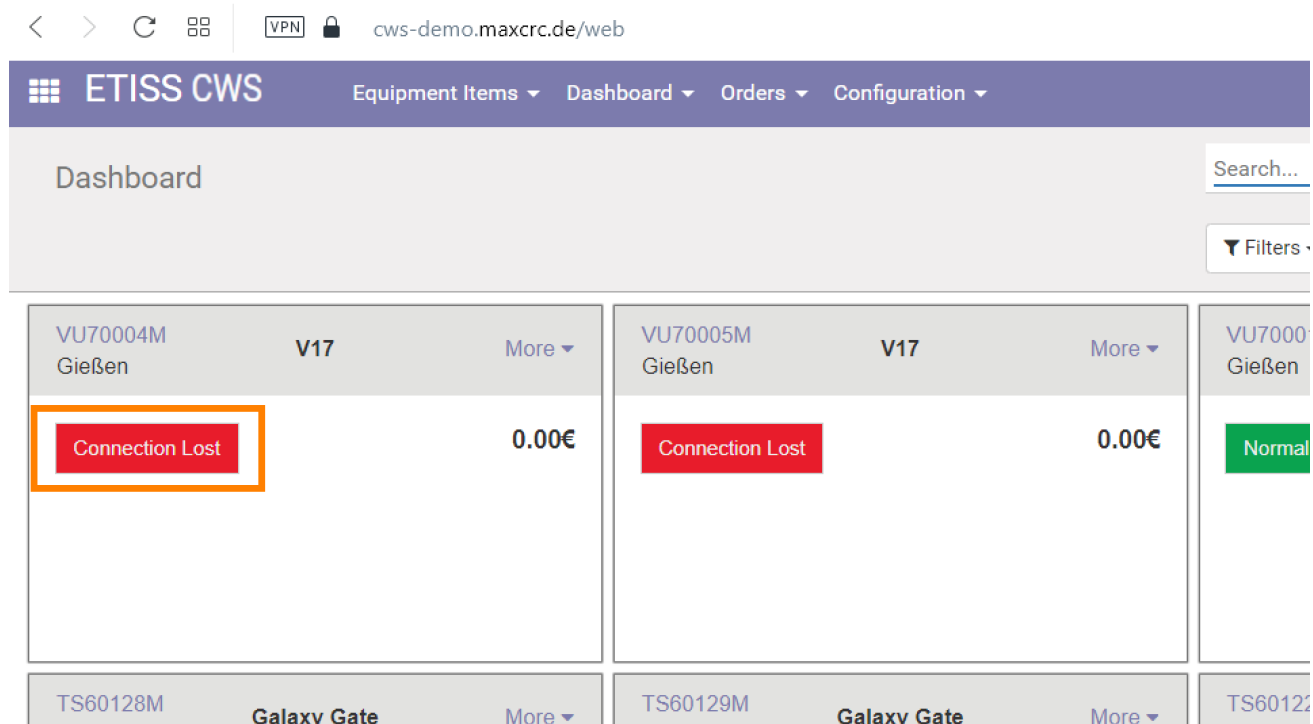 VPN cws-demo.maxcrc.de/web
ETISS CWS Equipment Items Dashboard Orders Configuration
Dashboard
Search...
Filters
VU70004M
Gießen
V17
More
Connection Lost
0.00€
VU70005M
Gießen
V17
More
Connection Lost
0.00€
Gießen
Normal
TS60128M
Galaxy Gate
More
TS60129M
Galaxy Gate
More